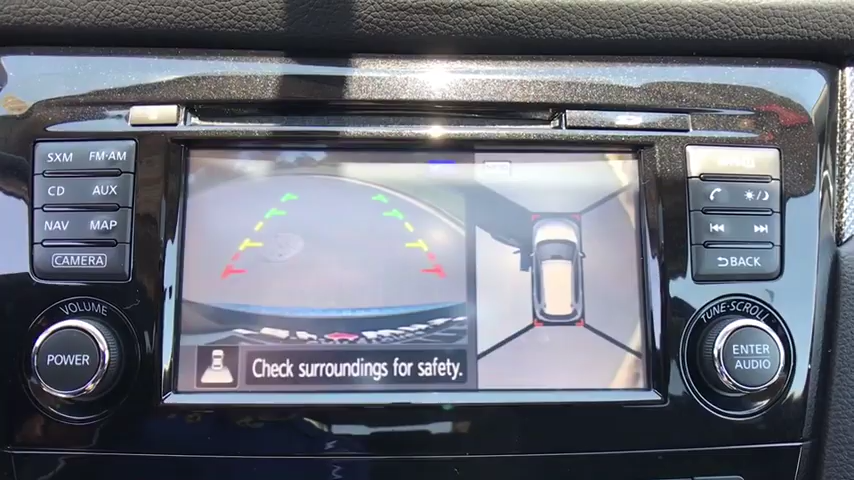 SXM FM·AM
CD AUX
NAV MAP
CAMERA
VOLUME
POWER
Check surroundings for safety.
BACK
TUNE·SCROLL
ENTER
AUDIO